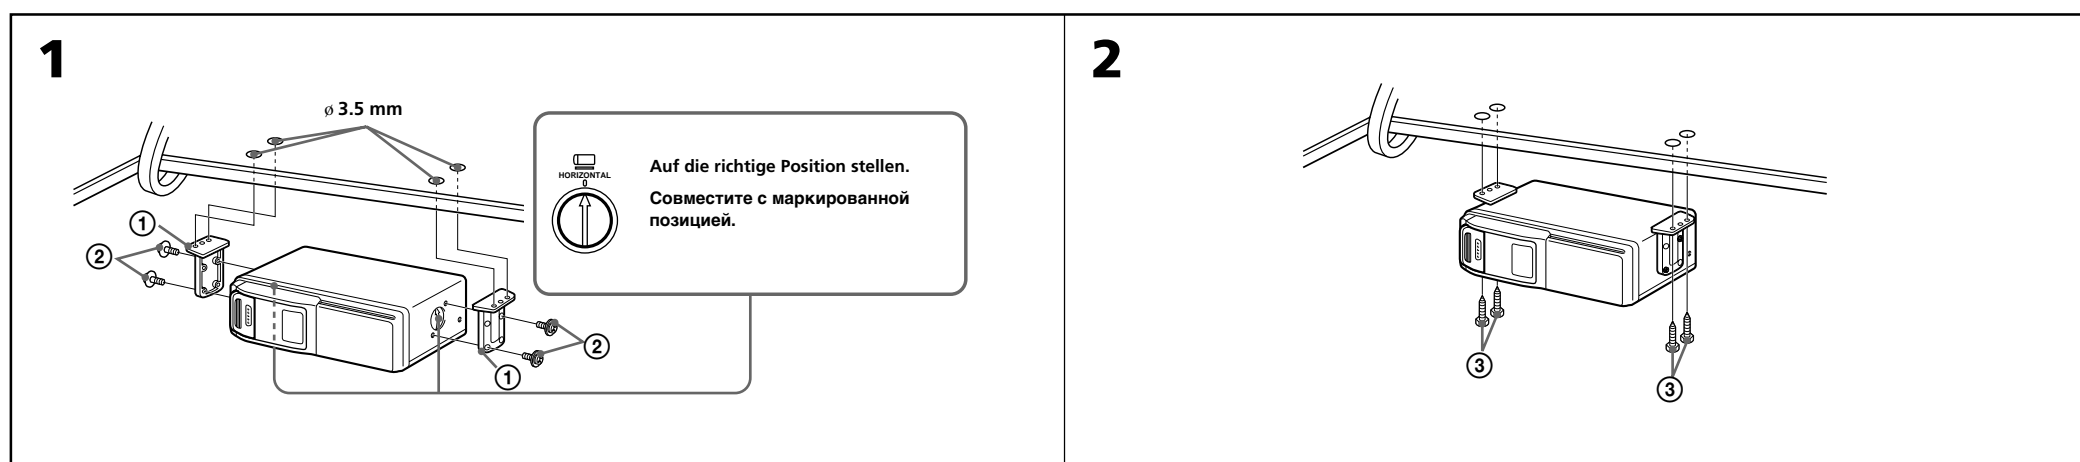 1
ø 3.5 mm
HORIZONTAL
0
Auf die richtige Position stellen.
Совместите с маркированной
позицией.
①
②
②
①
2
③
③